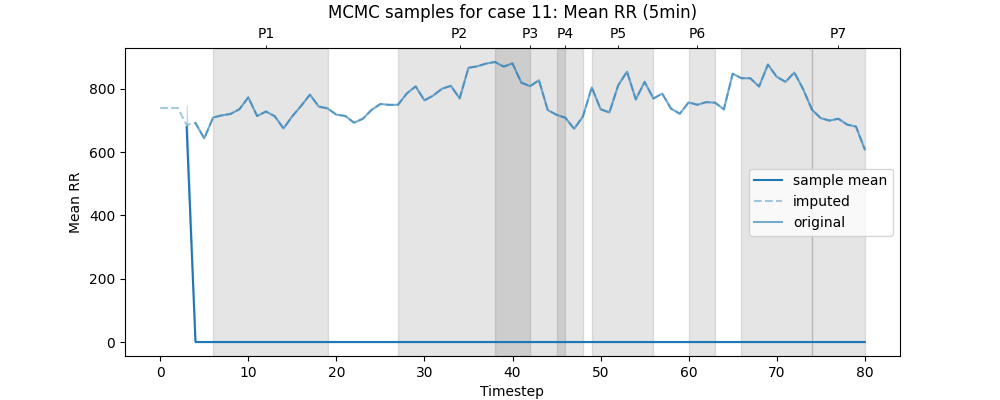 MCMC samples for case 11: Mean RR (5min)
P1 P2 P3 P4 P5 P6 P7
800
600
400
200
0
Mean RR
sample mean
imputed
original
0 10 20 30 40 50 60 70 80
Timestep